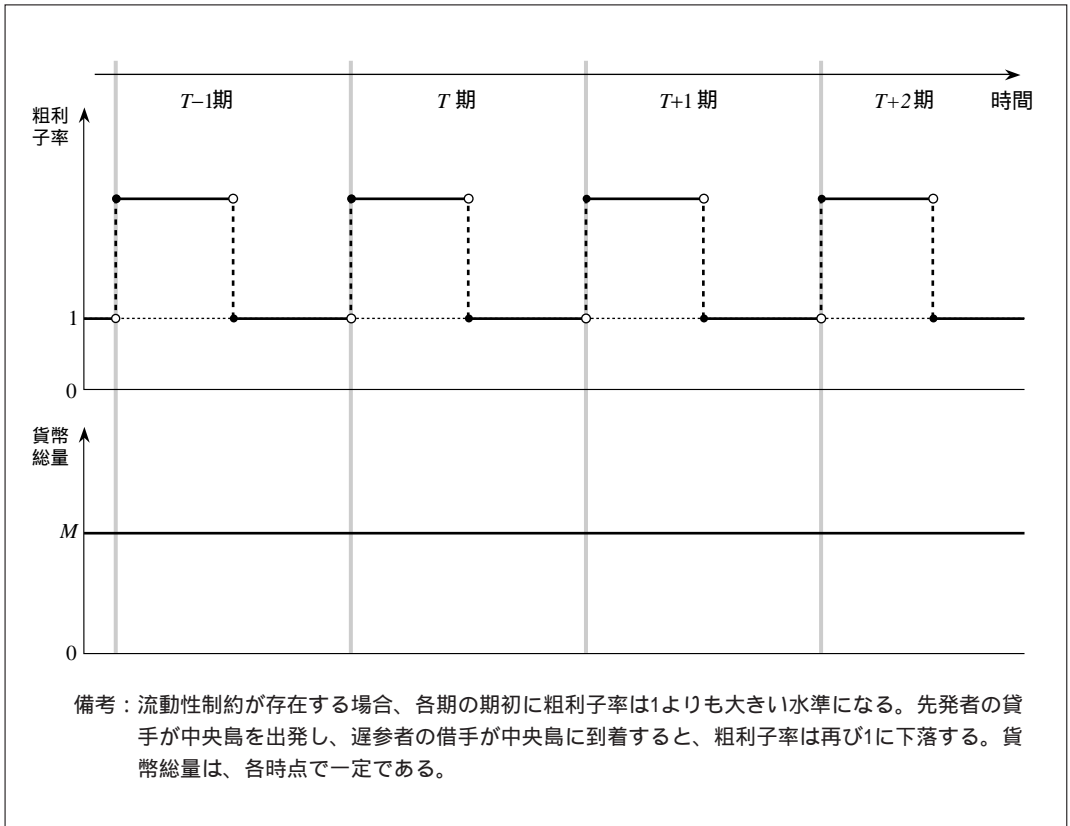 T−1期
T 期
T+1 期
T+2期
時間
粗利
子率
1
0
貨幣
総量
M
0
備考：流動性制約が存在する場合、各期の期初に粗利子率は1よりも大きい水準になる。先発者の貸
手が中央島を出発し、遅参者の借手が中央島に到着すると、粗利子率は再び1に下落する。貨
幣総量は、各時点で一定である。